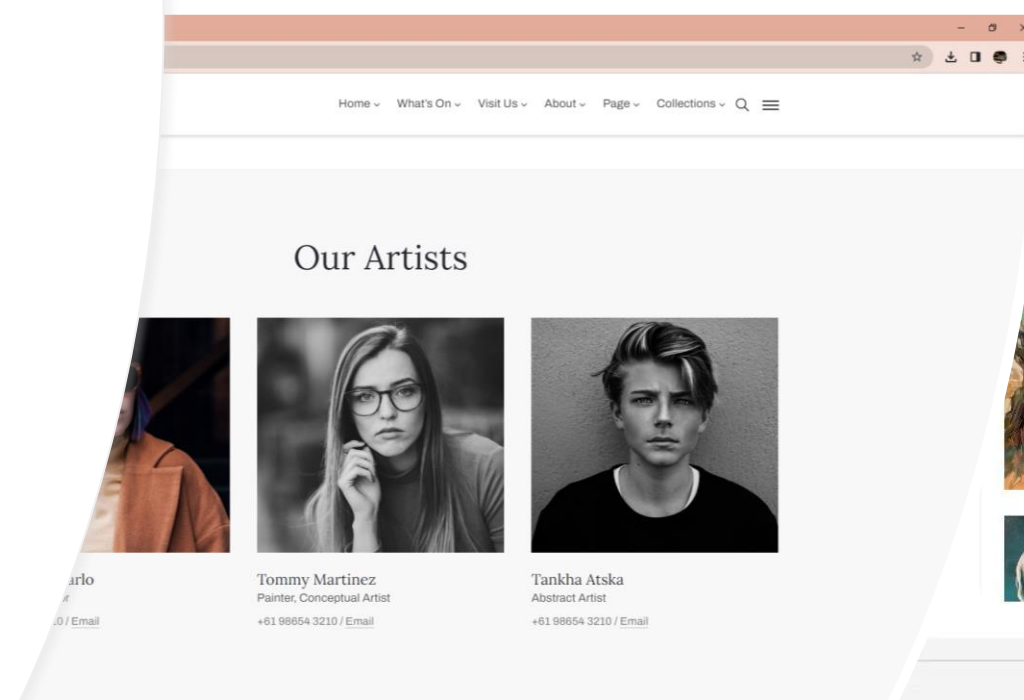 Home What's On Visit Us About Page Collections
Our Artists
Tommy Martinez
Painter, Conceptual Artist
+61 98654 3210 / Email
Tankha Atska
Abstract Artist
+61 98654 3210 / Email
Email